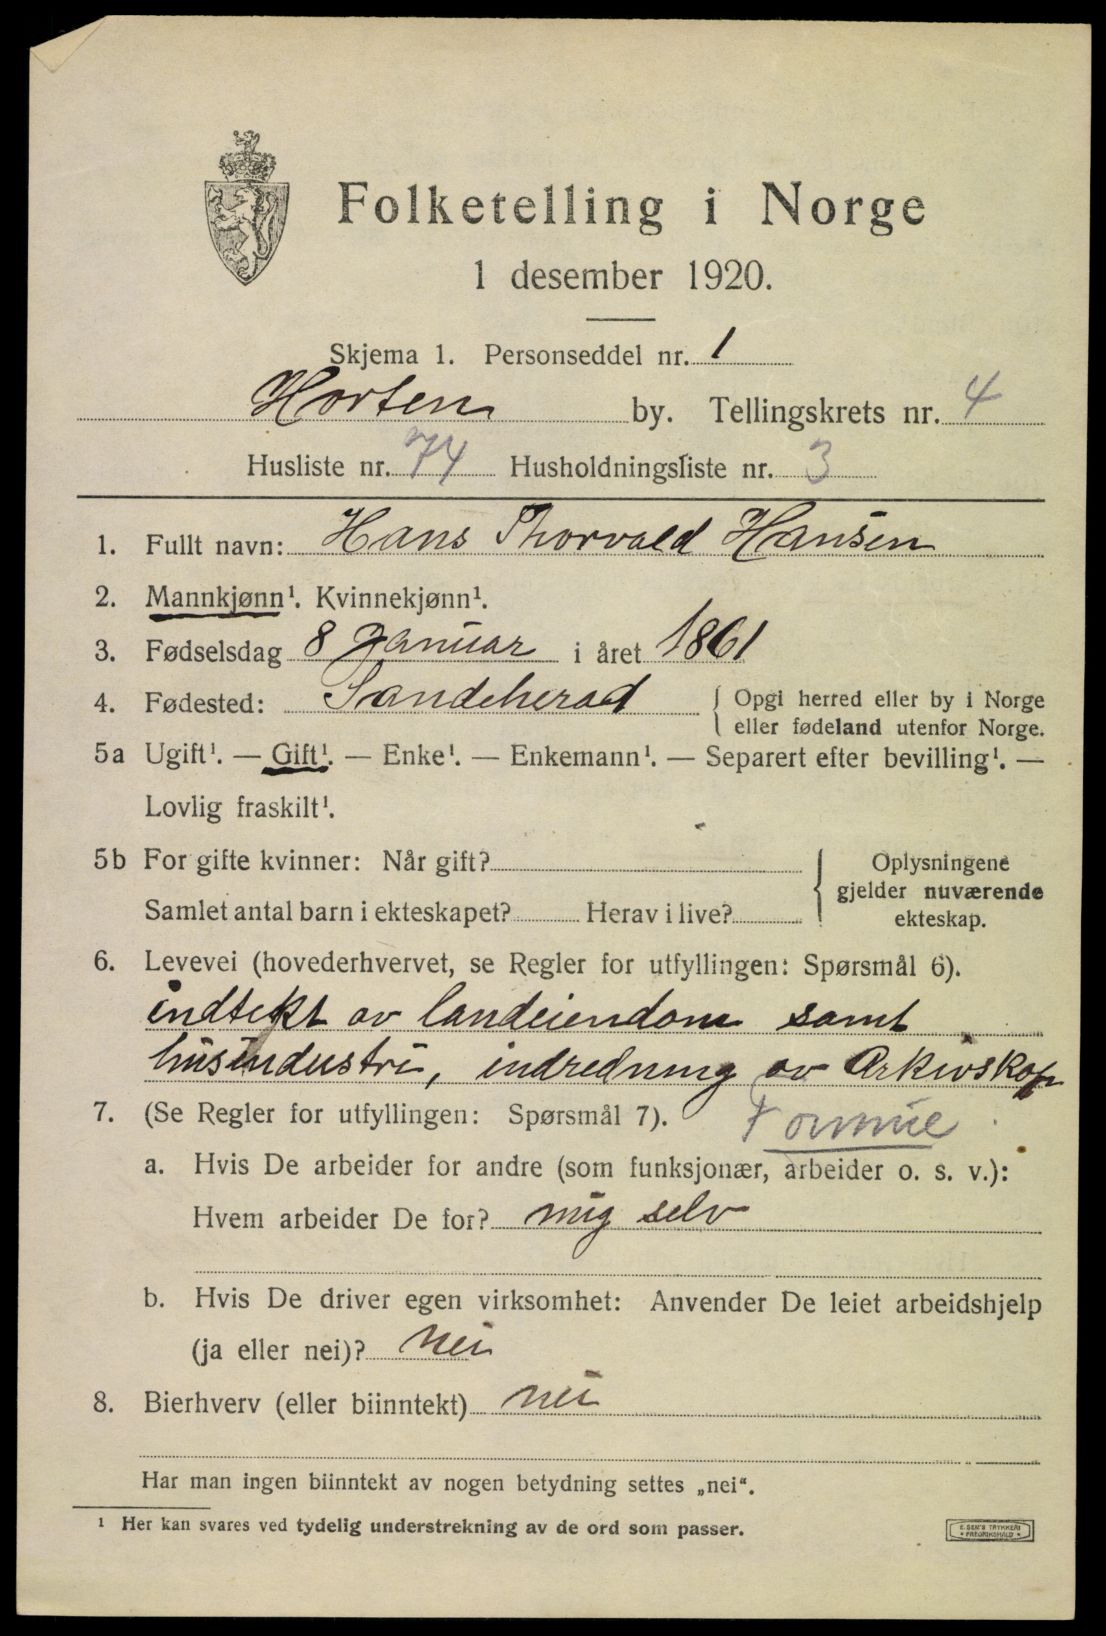 Folketelling i Norge
1 desember 1920.
Skjema 1. Personseddel nr. 1
Horten by. Tellingskrets nr. 4
Husliste nr. 74 Husholdningsliste nr. 3
1. Fullt navn: Hans Thorvald Hansen
2. Mannkjønn¹. Kvinnekjønn¹.
3. Fødselsdag 8 Januar i året 1861
4. Fødested: Sandeherad { Opgi herred eller by i Norge
eller fødeland utenfor Norge.
5a Ugift¹. — Gift¹. — Enke¹. — Enkemann¹. — Separert efter bevilling¹. —
Lovlig fraskilt¹.
5b For gifte kvinner: Når gift?
Samlet antal barn i ekteskapet? Herav i live?
Oplysningene
gjelder nuværende
ekteskap.
6. Levevei (hovederhvervet, se Regler for utfyllingen: Spørsmål 6).
indtekt av landeiendom samt
husindustri, indredning av Arkivskap
7. (Se Regler for utfyllingen: Spørsmål 7). Formue
a. Hvis De arbeider for andre (som funksjonær, arbeider o. s. v.):
Hvem arbeider De for? mig selv
b. Hvis De driver egen virksomhet: Anvender De leiet arbeidshjelp
(ja eller nei)? nei
8. Bierhverv (eller biinntekt) nei
Har man ingen biinntekt av nogen betydning settes „nei“.
¹ Her kan svares ved tydelig understrekning av de ord som passer.
E. SEM'S TRYKKERI
FREDRIKSHALD